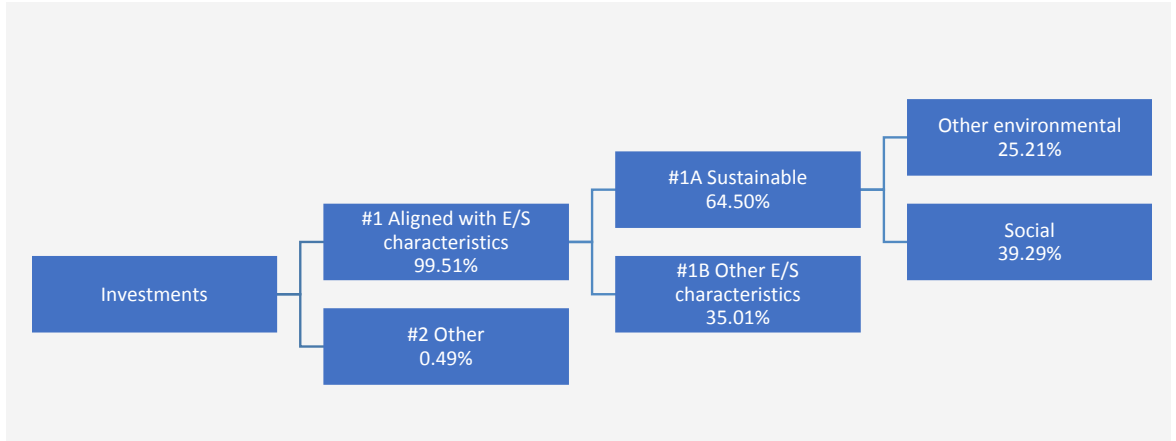 Investments
#1 Aligned with E/S
characteristics
99.51%
#2 Other
0.49%
#1A Sustainable
64.50%
#1B Other E/S
characteristics
35.01%
Other environmental
25.21%
Social
39.29%